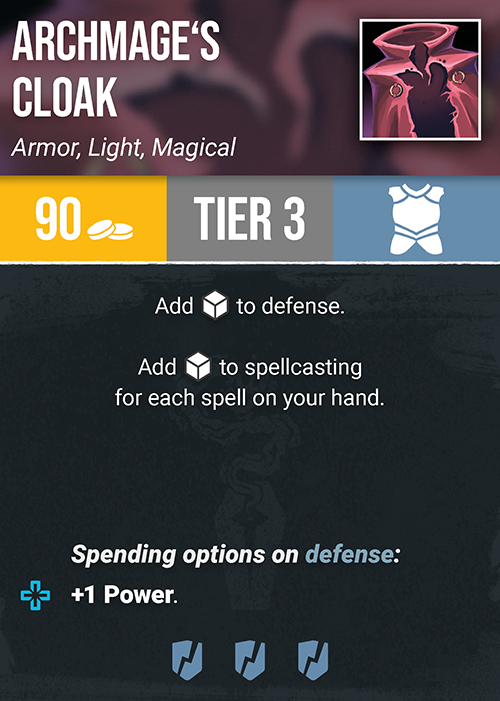 ARCHMAGE‘S
CLOAK
Armor, Light, Magical
90
TIER 3
Add to defense.
Add to spellcasting
for each spell on your hand.
Spending options on defense:
+1 Power.